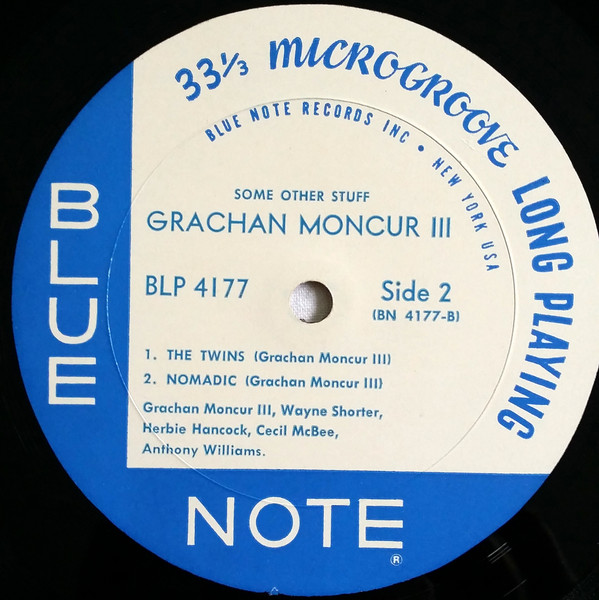 33⅓ MICROGROOVE LONG PLAYING
BLUE NOTE RECORDS INC • NEW YORK USA
SOME OTHER STUFF
GRACHAN MONCUR III
BLP 4177
Side 2
(BN 4177-B)
1. THE TWINS (Grachan Moncur III)
2. NOMADIC (Grachan Moncur III)
Grachan Moncur III, Wayne Shorter,
Herbie Hancock, Cecil McBee,
Anthony Williams.
BLUE
NOTE ®